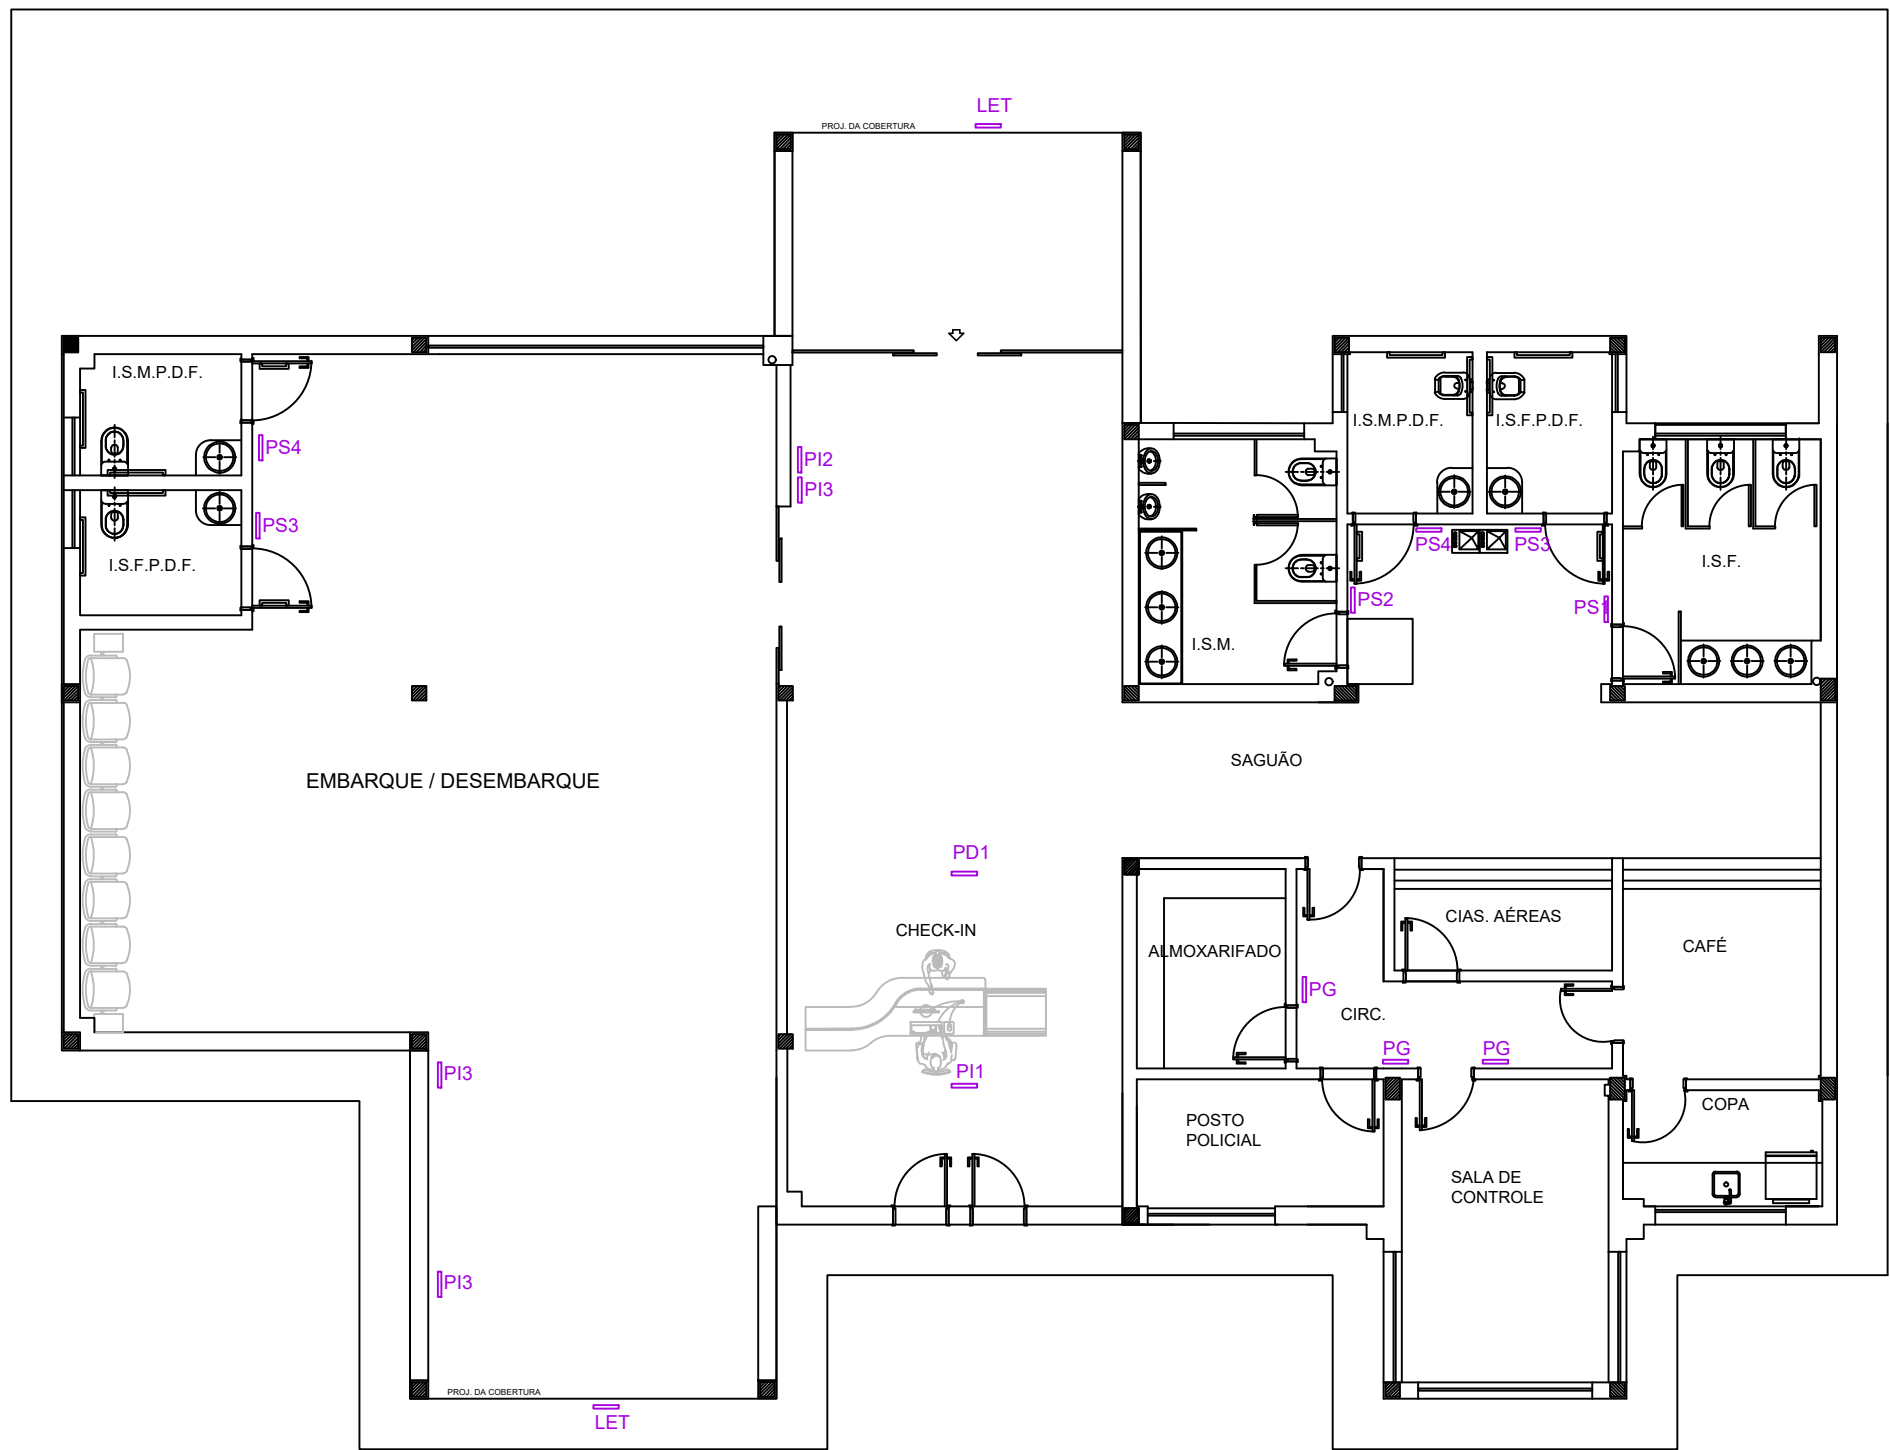 LET
PROJ. DA COBERTURA
I.S.M.P.D.F.
I.S.M.P.D.F.
I.S.F.P.D.F.
PS4
PI2
PI3
PS3
PS4
PS3
I.S.F.P.D.F.
I.S.F.
PS2
PS1
I.S.M.
SAGUÃO
EMBARQUE / DESEMBARQUE
PD1
CHECK-IN
CIAS. AÉREAS
ALMOXARIFADO
CAFÉ
PG
CIRC.
PG
PG
PI3
PI1
COPA
POSTO
POLICIAL
SALA DE
CONTROLE
PI3
PROJ. DA COBERTURA
LET